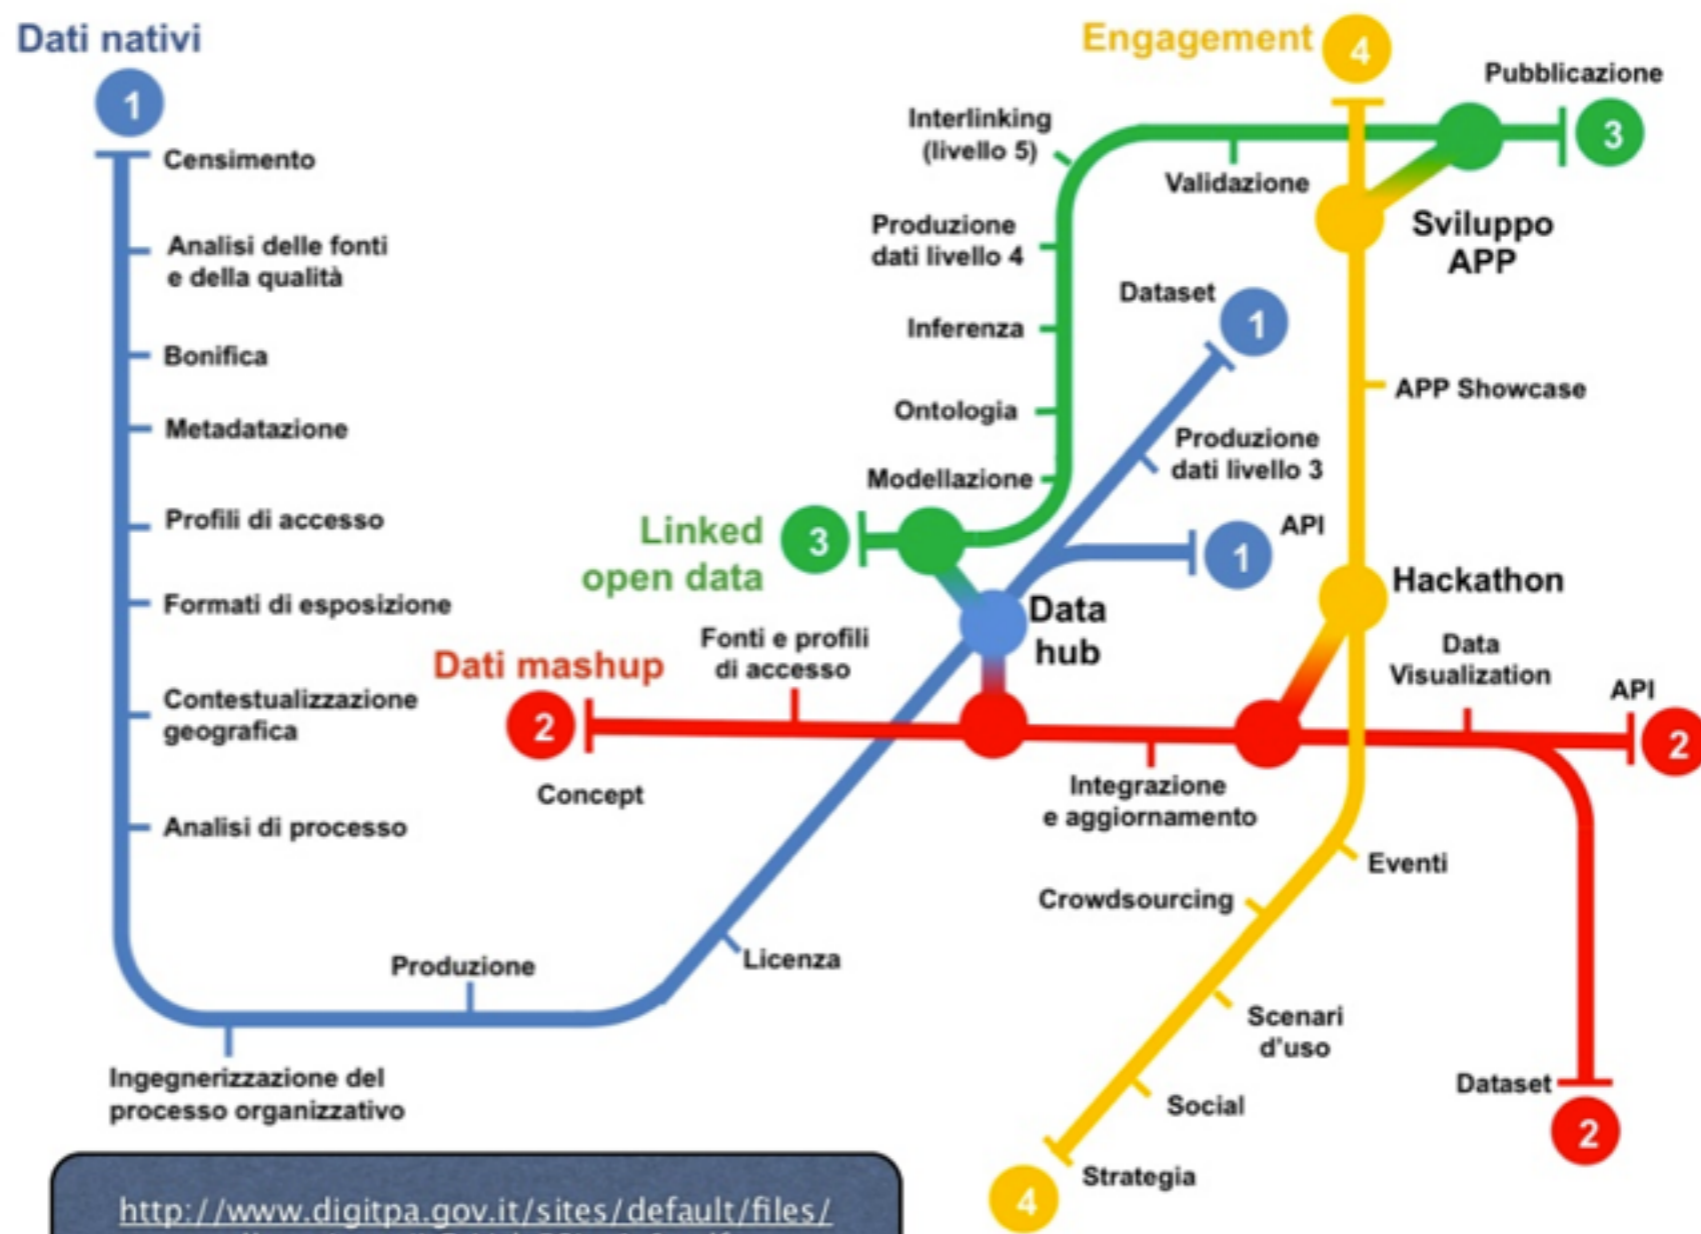 Dati nativi
1
Censimento
Analisi delle fonti
e della qualità
Bonifica
Metadatazione
Profili di accesso
Formati di esposizione
Contestualizzazione
geografica
Analisi di processo
Ingegnerizzazione del
processo organizzativo
Produzione
Licenza
Data
hub
Produzione
dati livello 3
Dataset
1
API
1
Dati mashup
2
Concept
Fonti e profili
di accesso
Integrazione
e aggiornamento
Data
Visualization
API
2
Dataset
2
Linked
open data
3
Modellazione
Ontologia
Inferenza
Produzione
dati livello 4
Interlinking
(livello 5)
Validazione
Pubblicazione
3
Engagement
4
Sviluppo
APP
APP Showcase
Hackathon
Eventi
Crowdsourcing
Scenari
d'uso
Social
Strategia
4
http://www.digitpa.gov.it/sites/default/files/